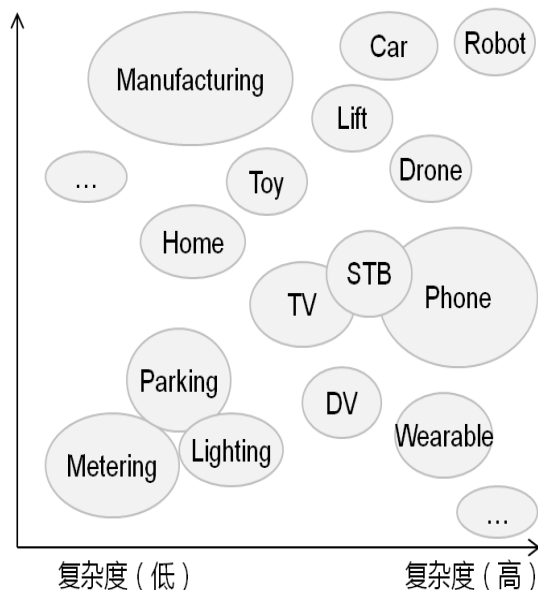 Robot
Car
Manufacturing
Lift
Drone
...
Toy
Home
STB
Phone
TV
Parking
DV
Wearable
Lighting
Metering
...
复杂度（低）
复杂度（高）